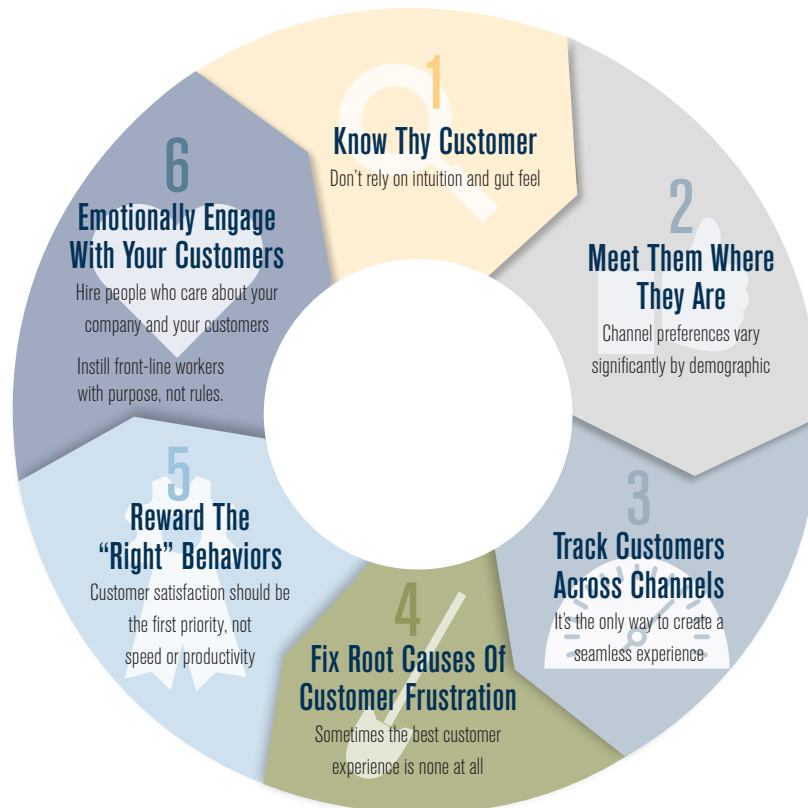 1
Know Thy Customer
Don't rely on intuition and gut feel
2
Meet Them Where
They Are
Channel preferences vary
significantly by demographic
3
Track Customers
Across Channels
It's the only way to create a
seamless experience
4
Fix Root Causes Of
Customer Frustration
Sometimes the best customer
experience is none at all
5
Reward The
“Right” Behaviors
Customer satisfaction should be
the first priority, not
speed or productivity
6
Emotionally Engage
With Your Customers
Hire people who care about your
company and your customers
Instill front-line workers
with purpose, not rules.